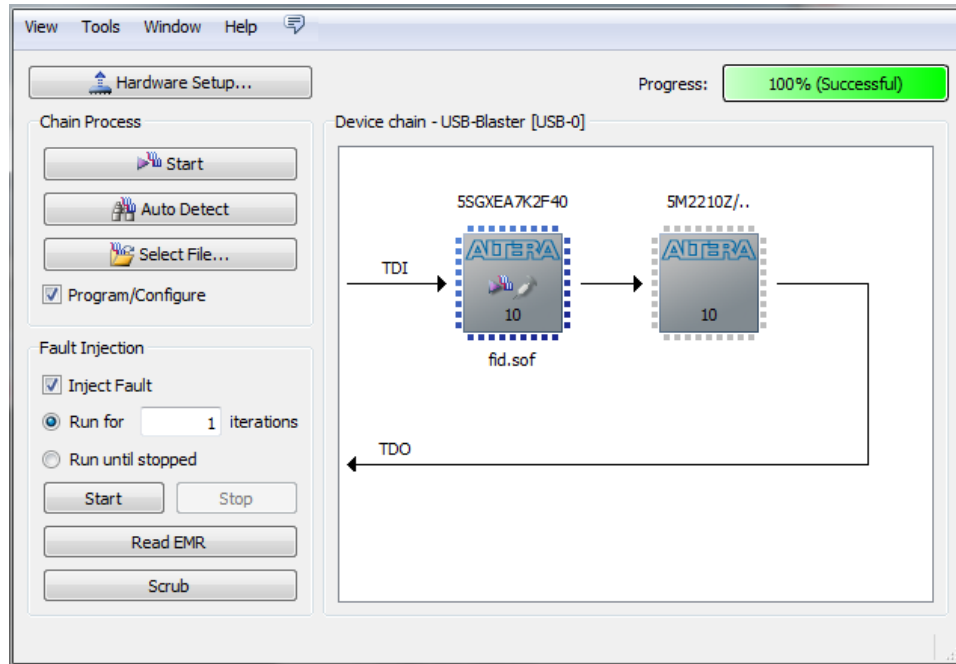 View Tools Window Help
Hardware Setup...
Progress: 100% (Successful)
Chain Process
Start
Auto Detect
Select File...
Program/Configure
Fault Injection
Inject Fault
Run for 1 iterations
Run until stopped
Start Stop
Read EMR
Scrub
Device chain - USB-Blaster [USB-0]
5SGXEA7K2F40 5M2210Z/..
ALTERA ALTERA
TDI
10 10
fid.sof
TDO